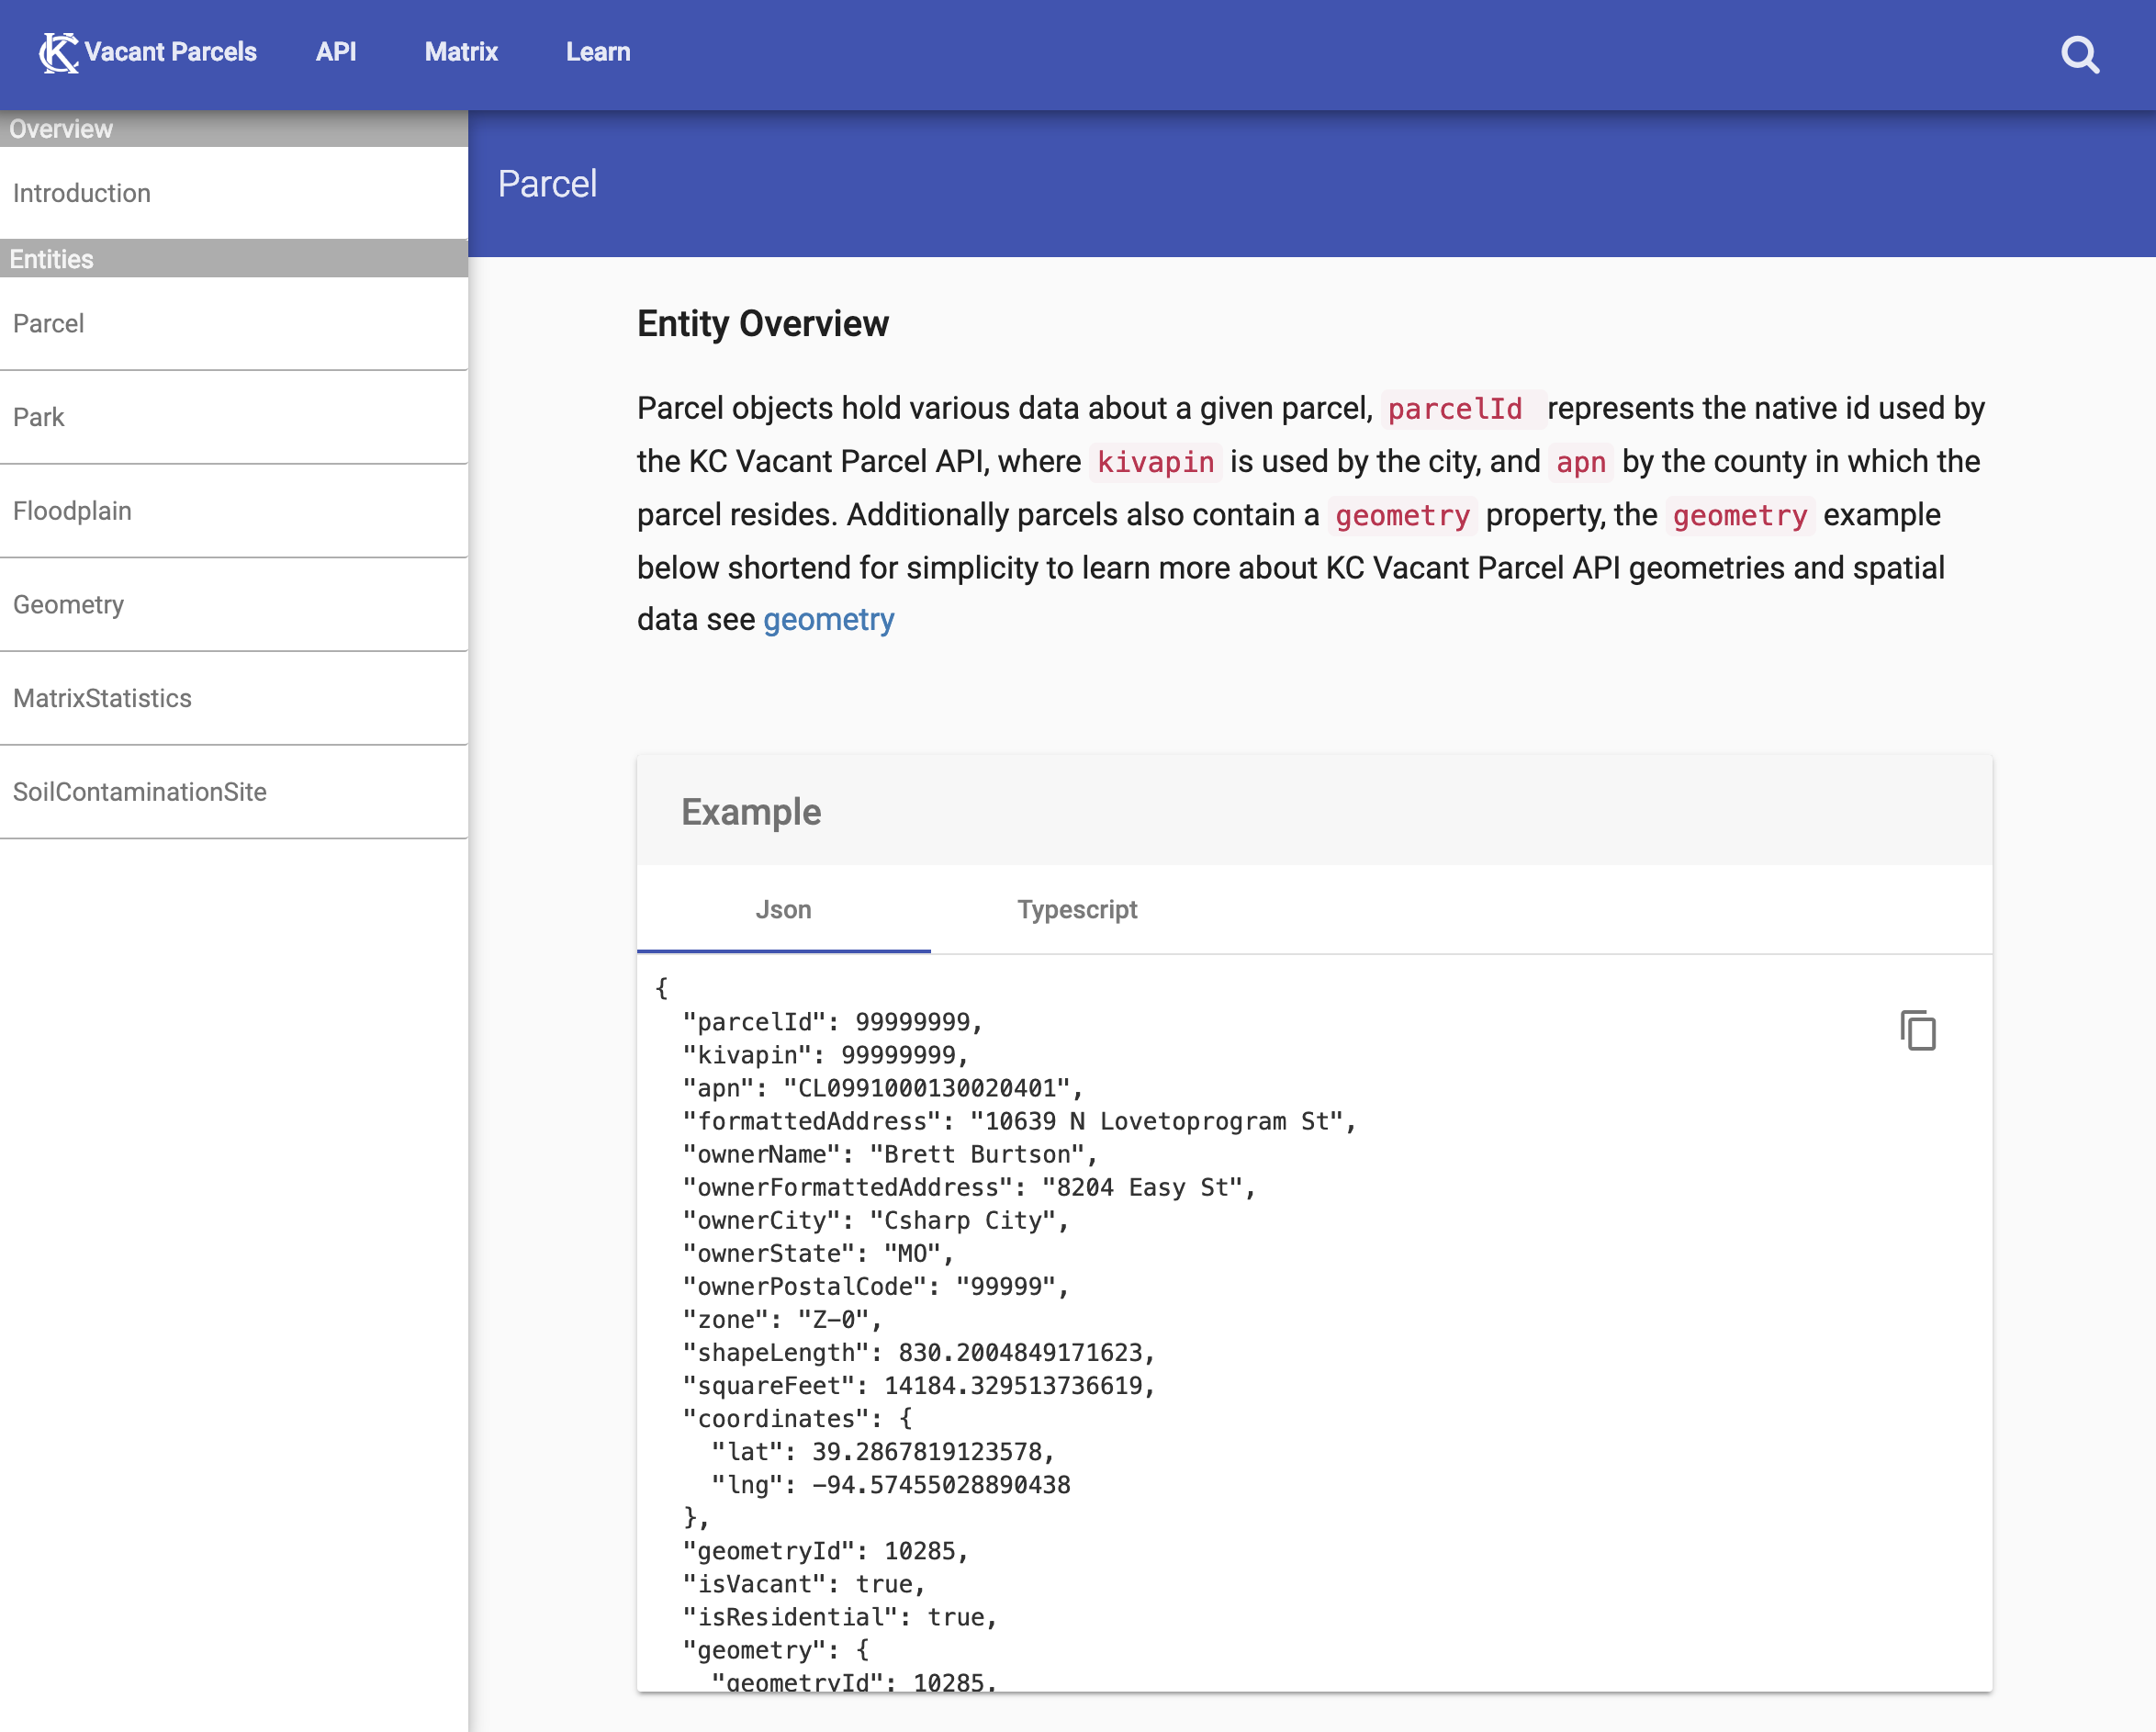 KC Vacant Parcels API Matrix Learn
Overview
Introduction
Entities
Parcel
Park
Floodplain
Geometry
MatrixStatistics
SoilContaminationSite
Parcel
Entity Overview
Parcel objects hold various data about a given parcel, parcelId represents the native id used by
the KC Vacant Parcel API, where kivapin is used by the city, and apn by the county in which the
parcel resides. Additionally parcels also contain a geometry property, the geometry example
below shortend for simplicity to learn more about KC Vacant Parcel API geometries and spatial
data see geometry
Example
Json Typescript
{
  "parcelId": 99999999,
  "kivapin": 99999999,
  "apn": "CL0991000130020401",
  "formattedAddress": "10639 N Lovetoprogram St",
  "ownerName": "Brett Burtson",
  "ownerFormattedAddress": "8204 Easy St",
  "ownerCity": "Csharp City",
  "ownerState": "MO",
  "ownerPostalCode": "99999",
  "zone": "Z-0",
  "shapeLength": 830.2004849171623,
  "squareFeet": 14184.329513736619,
  "coordinates": {
    "lat": 39.2867819123578,
    "lng": -94.57455028890438
  },
  "geometryId": 10285,
  "isVacant": true,
  "isResidential": true,
  "geometry": {
    "geometryId": 10285,